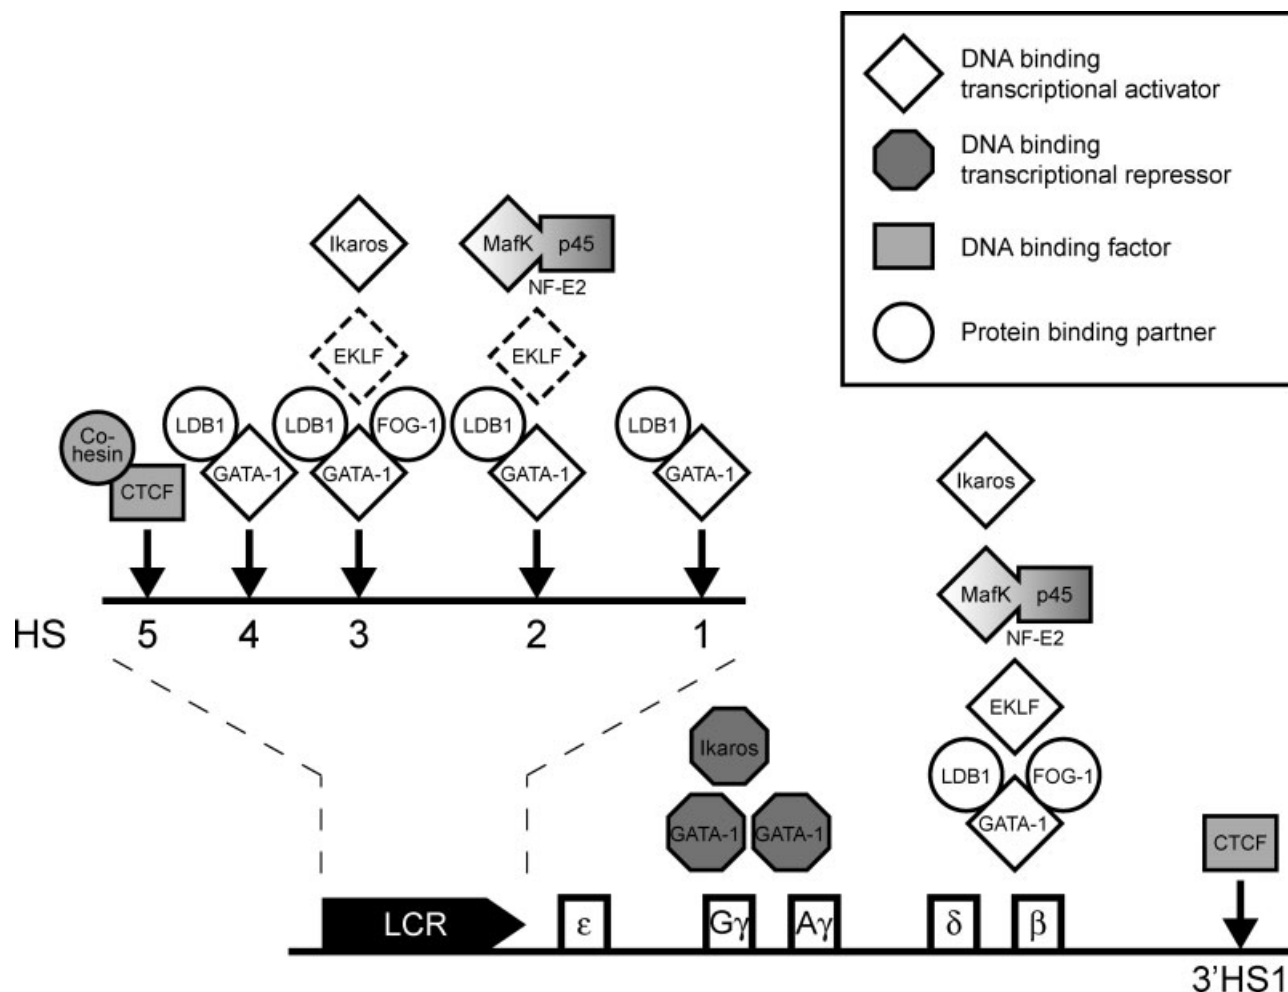 DNA binding
transcriptional activator
DNA binding
transcriptional repressor
DNA binding factor
Protein binding partner
Ikaros
MafK
p45
NF-E2
EKLF
EKLF
LDB1
LDB1
FOG-1
LDB1
LDB1
Co-
hesin
CTCF
GATA-1
GATA-1
GATA-1
GATA-1
HS
5
4
3
2
1
Ikaros
MafK
p45
NF-E2
EKLF
LDB1
FOG-1
GATA-1
Ikaros
GATA-1
GATA-1
CTCF
LCR
ε
Gγ
Aγ
δ
β
3'HS1